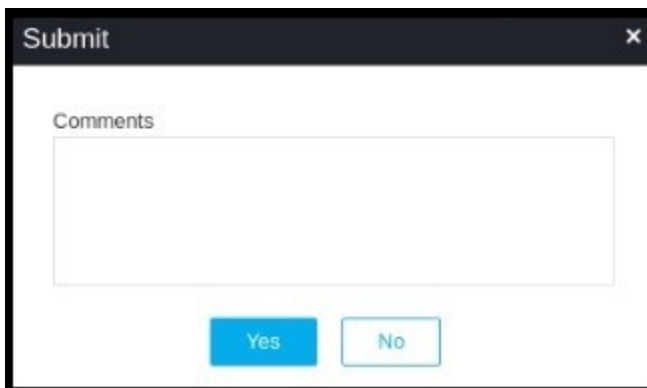 Submit ×
Comments
Yes No